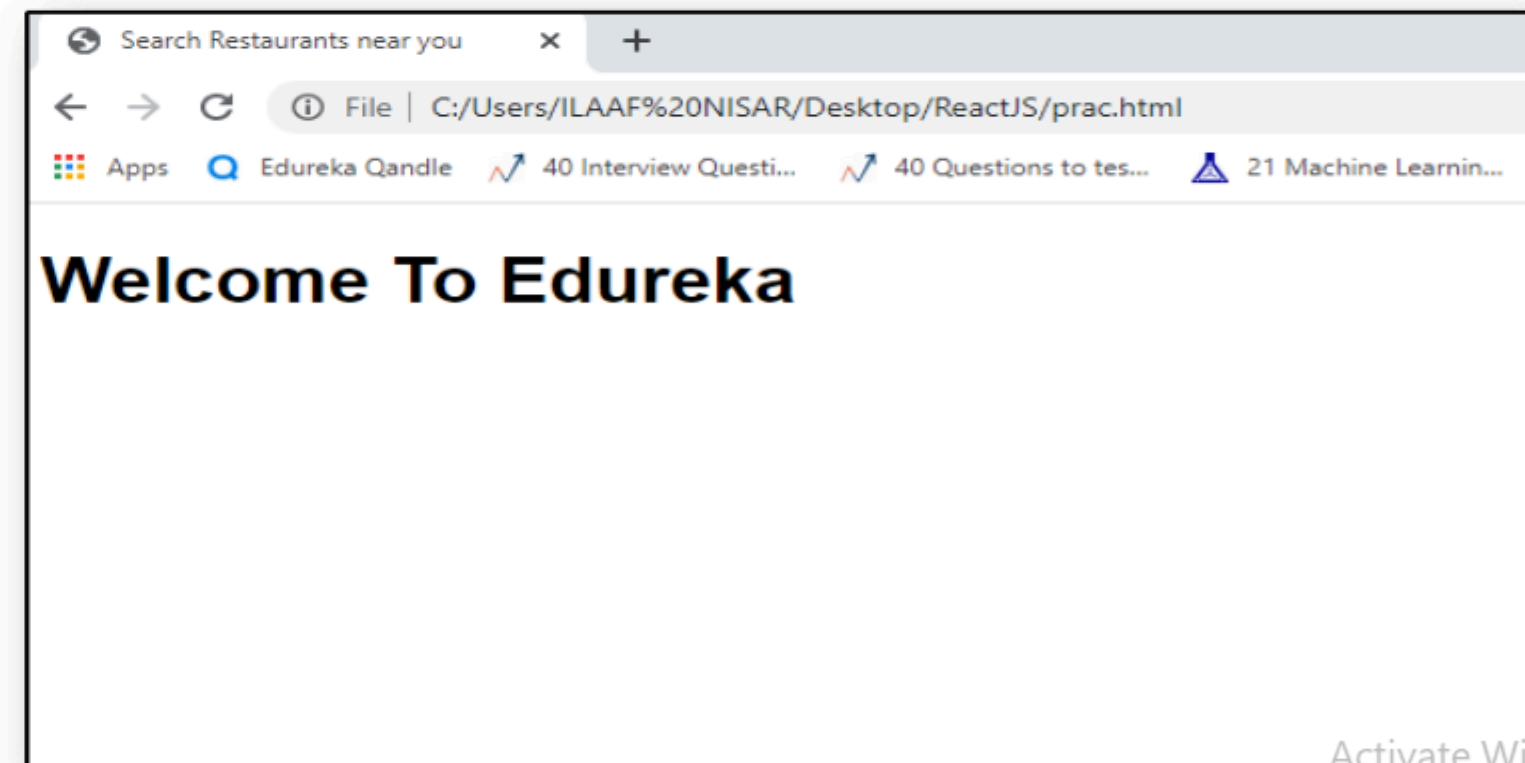 Search Restaurants near you
File | C:/Users/ILAAF%20NISAR/Desktop/ReactJS/prac.html
Apps Edureka Qandle 40 Interview Questi... 40 Questions to tes... 21 Machine Learnin...
Welcome To Edureka
Activate Wi